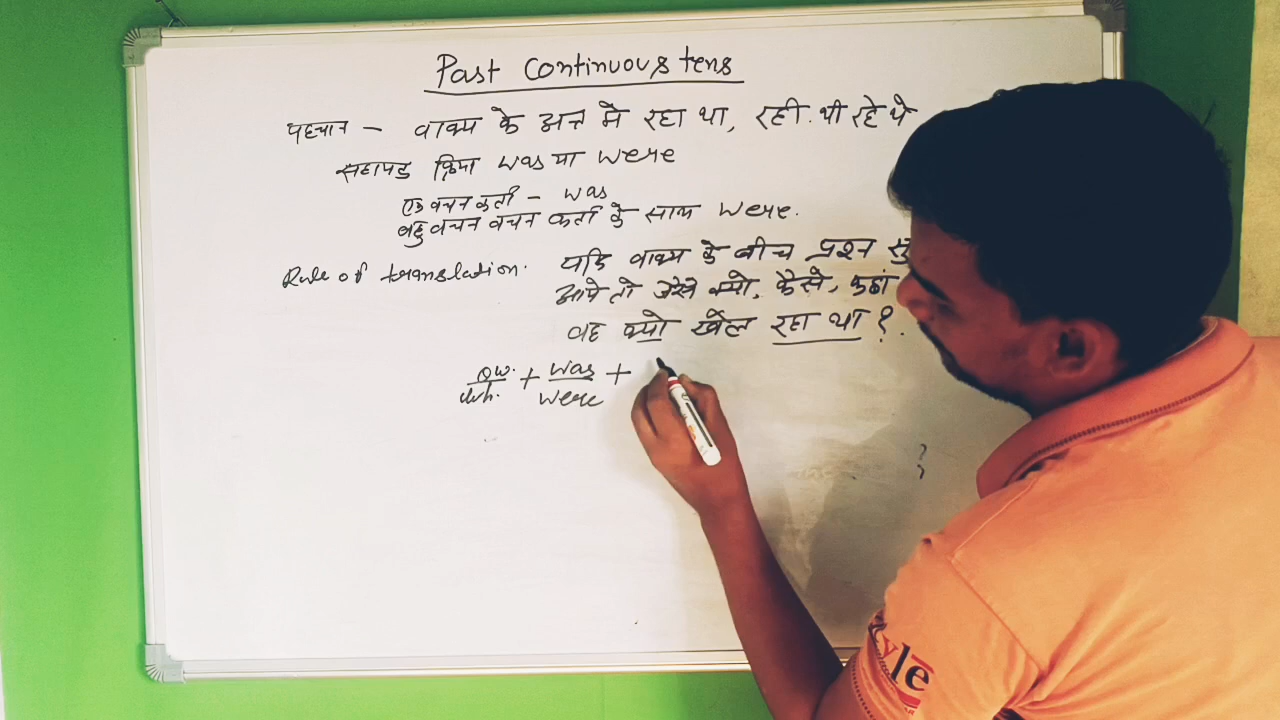 Past Continuous tens
पहचान - वाक्य के अन्त में रहा था, रही थी रहे थे
सहायक क्रिया was या were
एक वचन कर्ता - was
बहु वचन वचन कर्ता के साथ were.
Rule of translation. यदि वाक्य के बीच प्रश्न
आये तो जैसे क्यो, कैसे, कहां
वह क्यो खेल रहा था ?.
QW. + was +
wh. were
?
yle